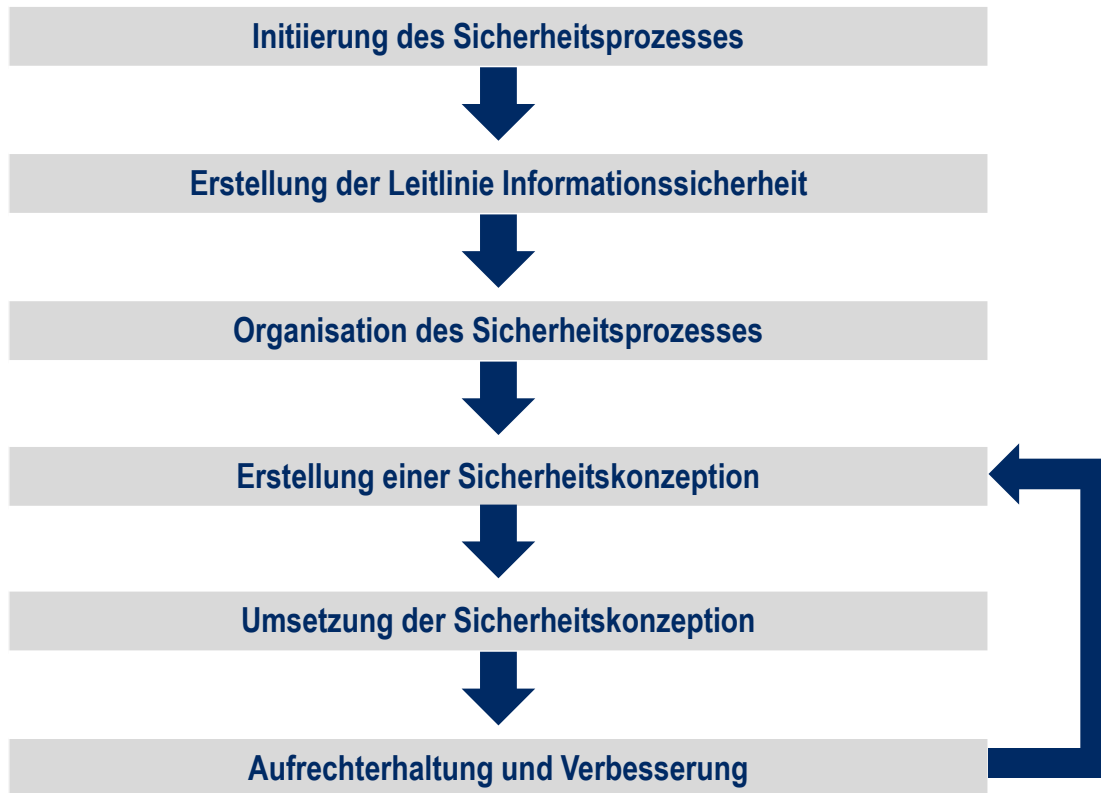 Initiierung des Sicherheitsprozesses
Erstellung der Leitlinie Informationssicherheit
Organisation des Sicherheitsprozesses
Erstellung einer Sicherheitskonzeption
Umsetzung der Sicherheitskonzeption
Aufrechterhaltung und Verbesserung